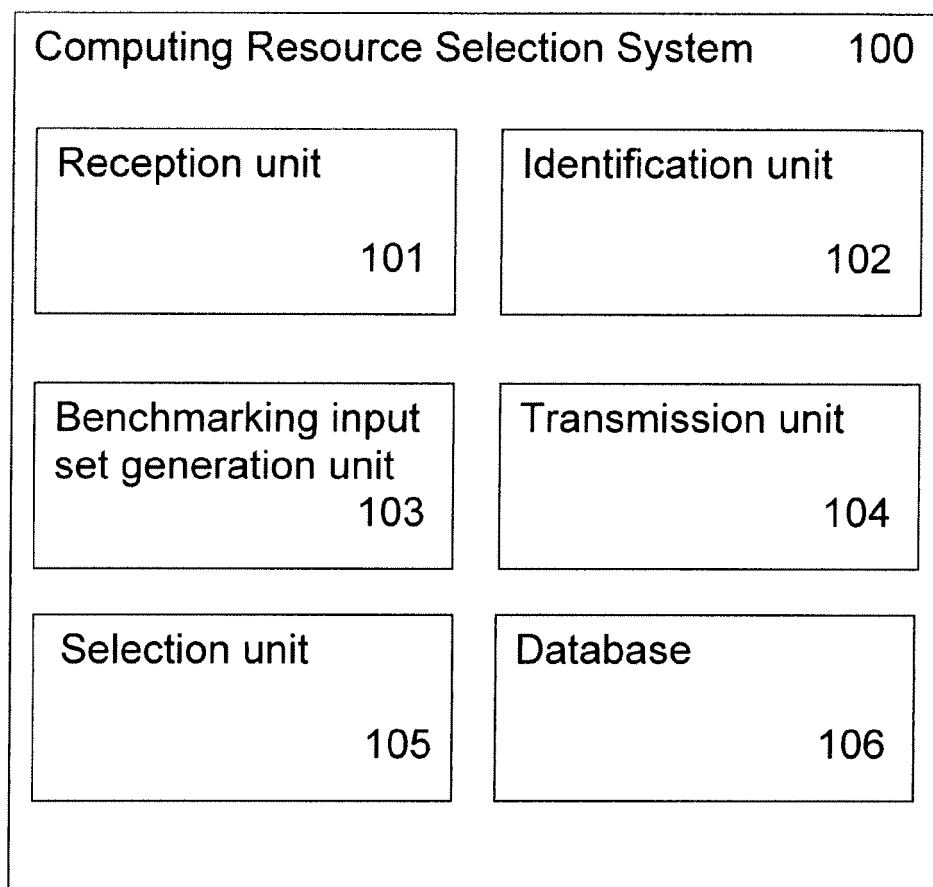 Computing Resource Selection System 100
Reception unit
101
Identification unit
102
Benchmarking input
set generation unit
103
Transmission unit
104
Selection unit
105
Database
106